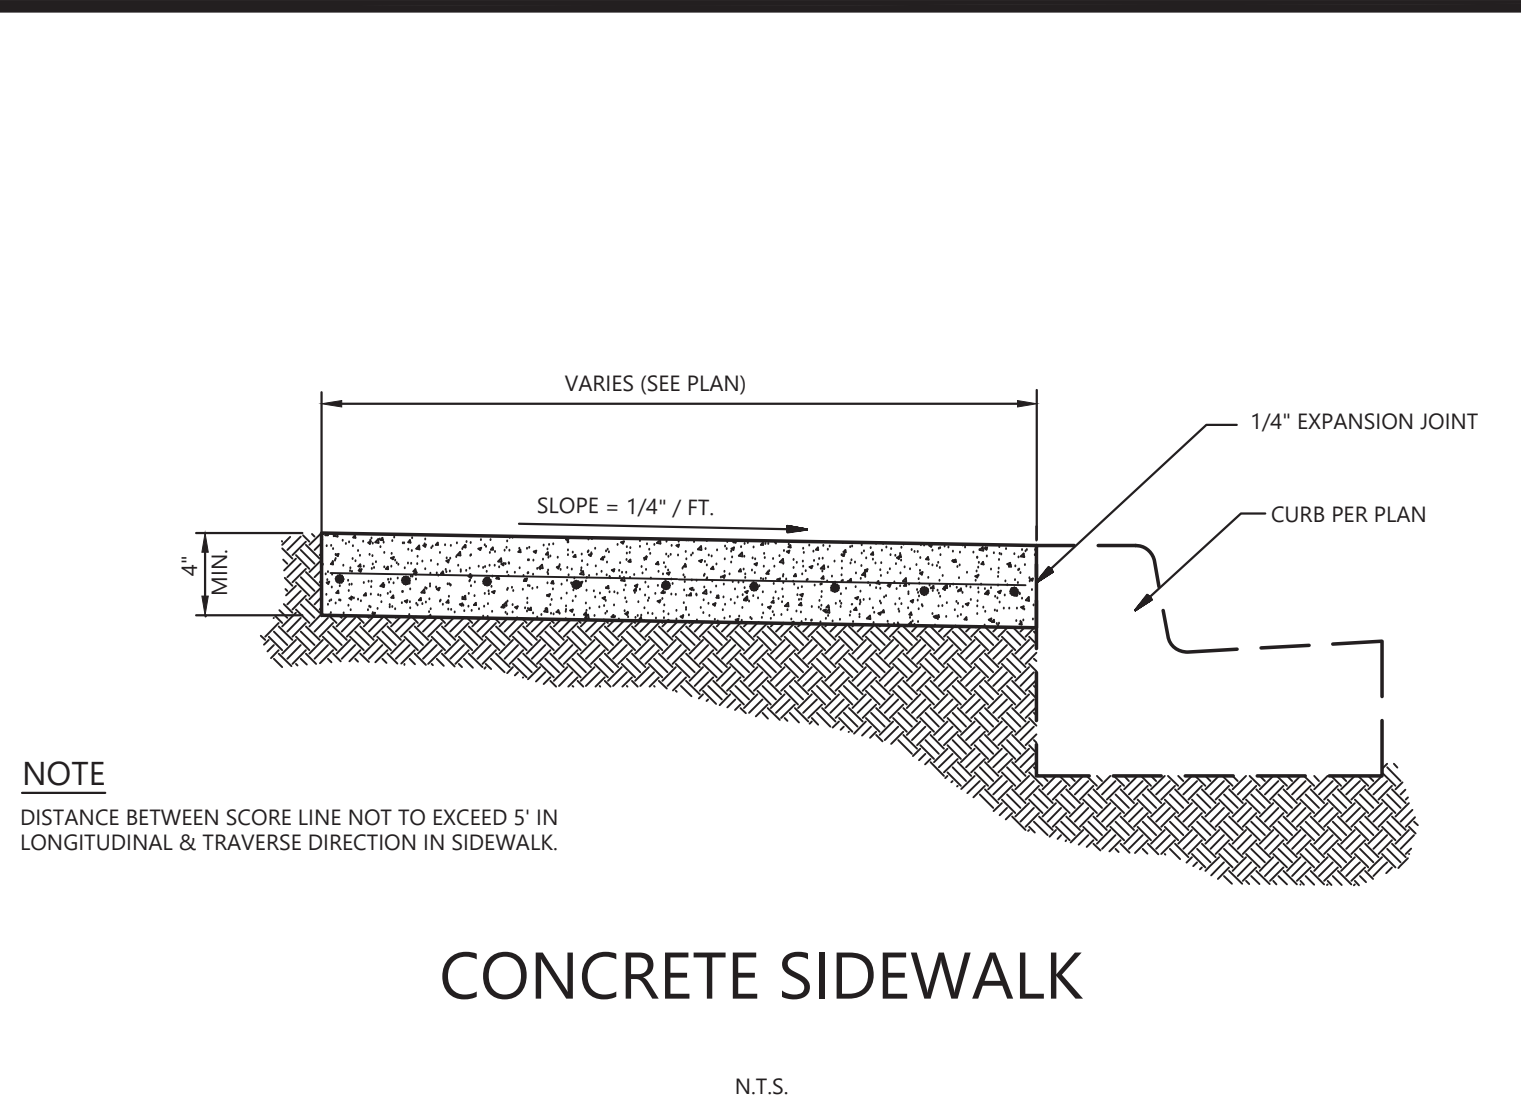 VARIES (SEE PLAN)
1/4" EXPANSION JOINT
SLOPE = 1/4" / FT.
CURB PER PLAN
4"
MIN.
NOTE
DISTANCE BETWEEN SCORE LINE NOT TO EXCEED 5' IN
LONGITUDINAL & TRAVERSE DIRECTION IN SIDEWALK.
CONCRETE SIDEWALK
N.T.S.